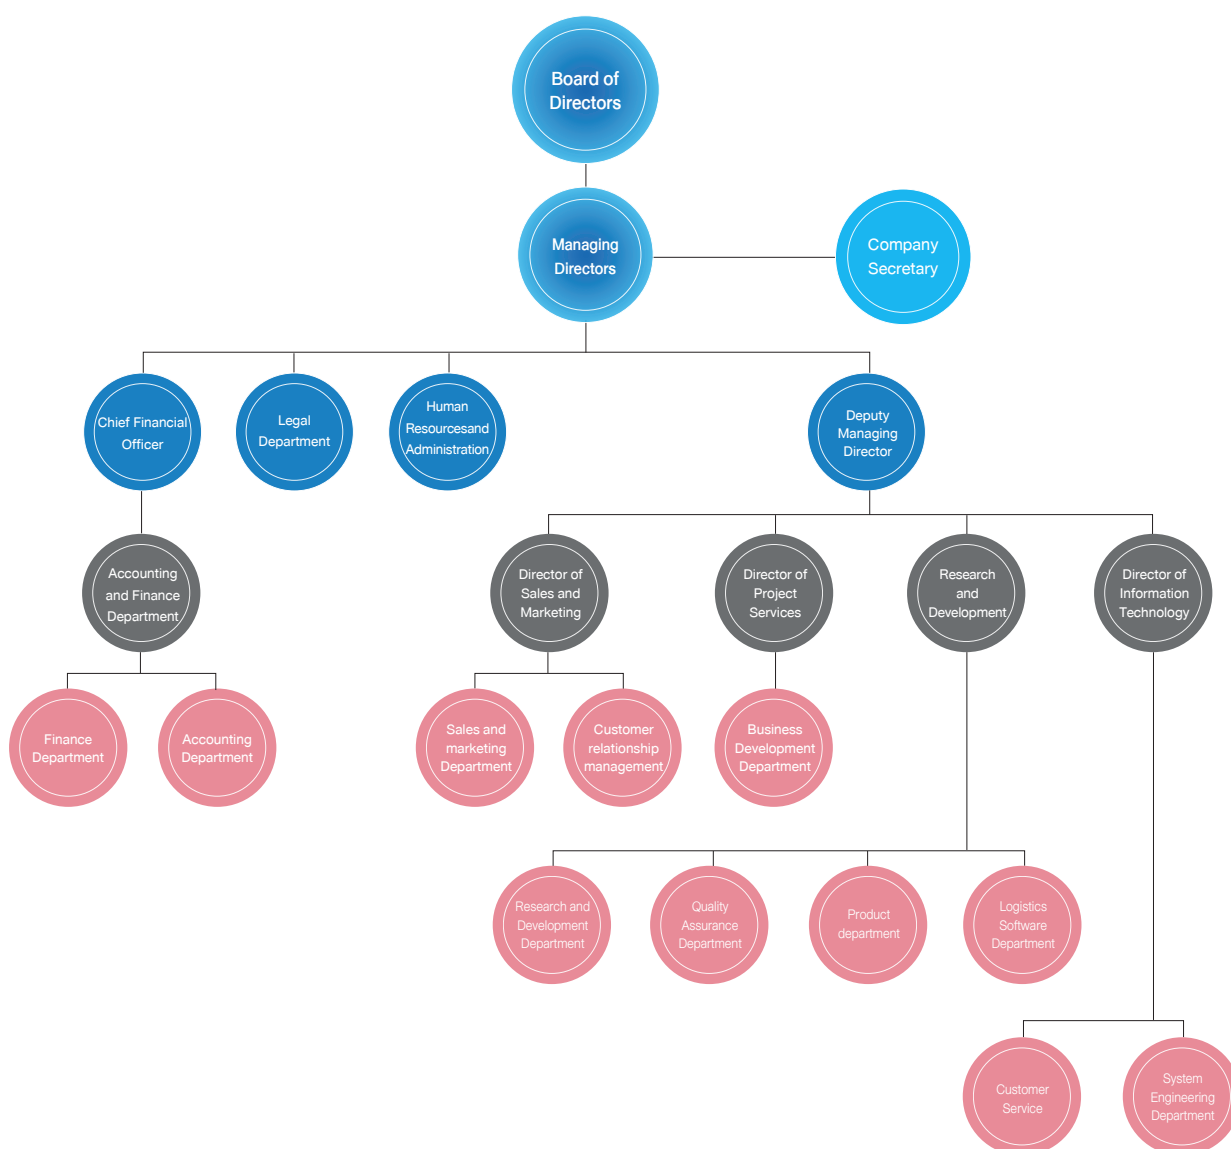 Board of
Directors
Managing
Directors
Company
Secretary
Chief Financial
Officer
Legal
Department
Human
Resourcesand
Administration
Deputy
Managing
Director
Accounting
and Finance
Department
Director of
Sales and
Marketing
Director of
Project
Services
Research
and
Development
Director of
Information
Technology
Finance
Department
Accounting
Department
Sales and
marketing
Department
Customer
relationship
management
Business
Development
Department
Research and
Development
Department
Quality
Assurance
Department
Product
department
Logistics
Software
Department
Customer
Service
System
Engineering
Department